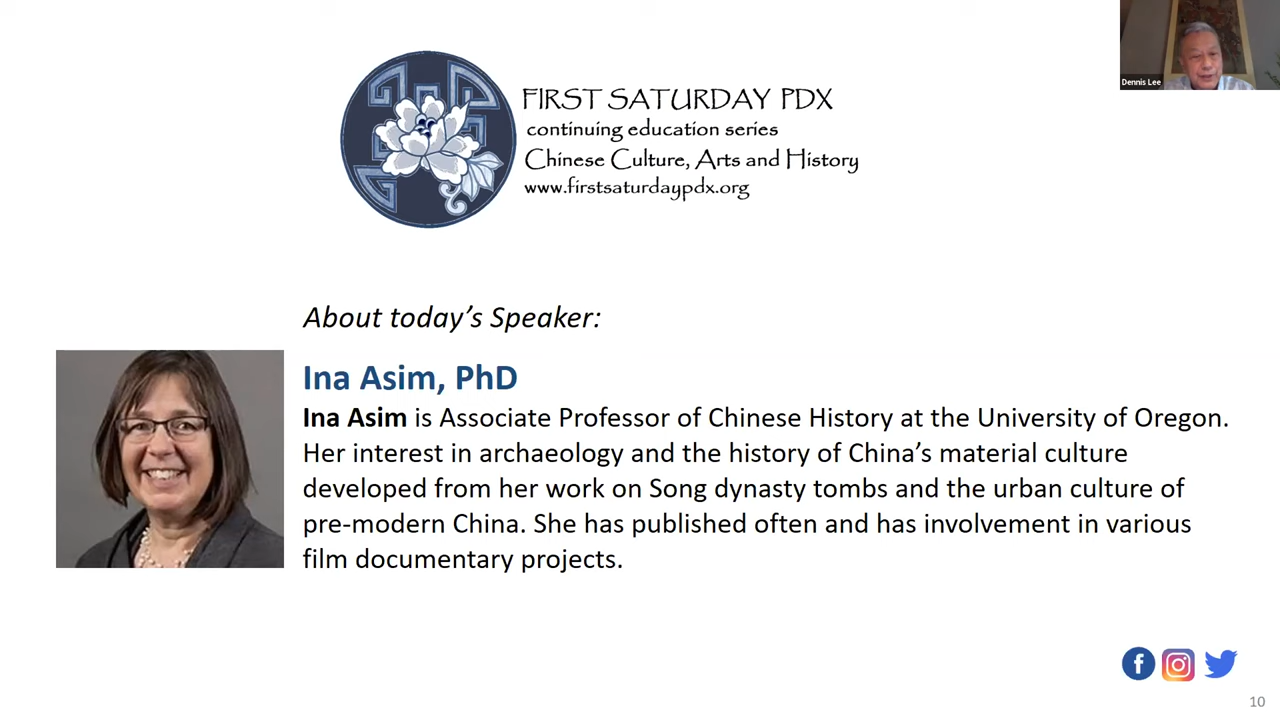 Dennis Lee
FIRST SATURDAY PDX
continuing education series
Chinese Culture, Arts and History
www.firstsaturdaypdx.org
About today’s Speaker:
Ina Asim, PhD
Ina Asim is Associate Professor of Chinese History at the University of Oregon.
Her interest in archaeology and the history of China’s material culture
developed from her work on Song dynasty tombs and the urban culture of
pre-modern China. She has published often and has involvement in various
film documentary projects.
10